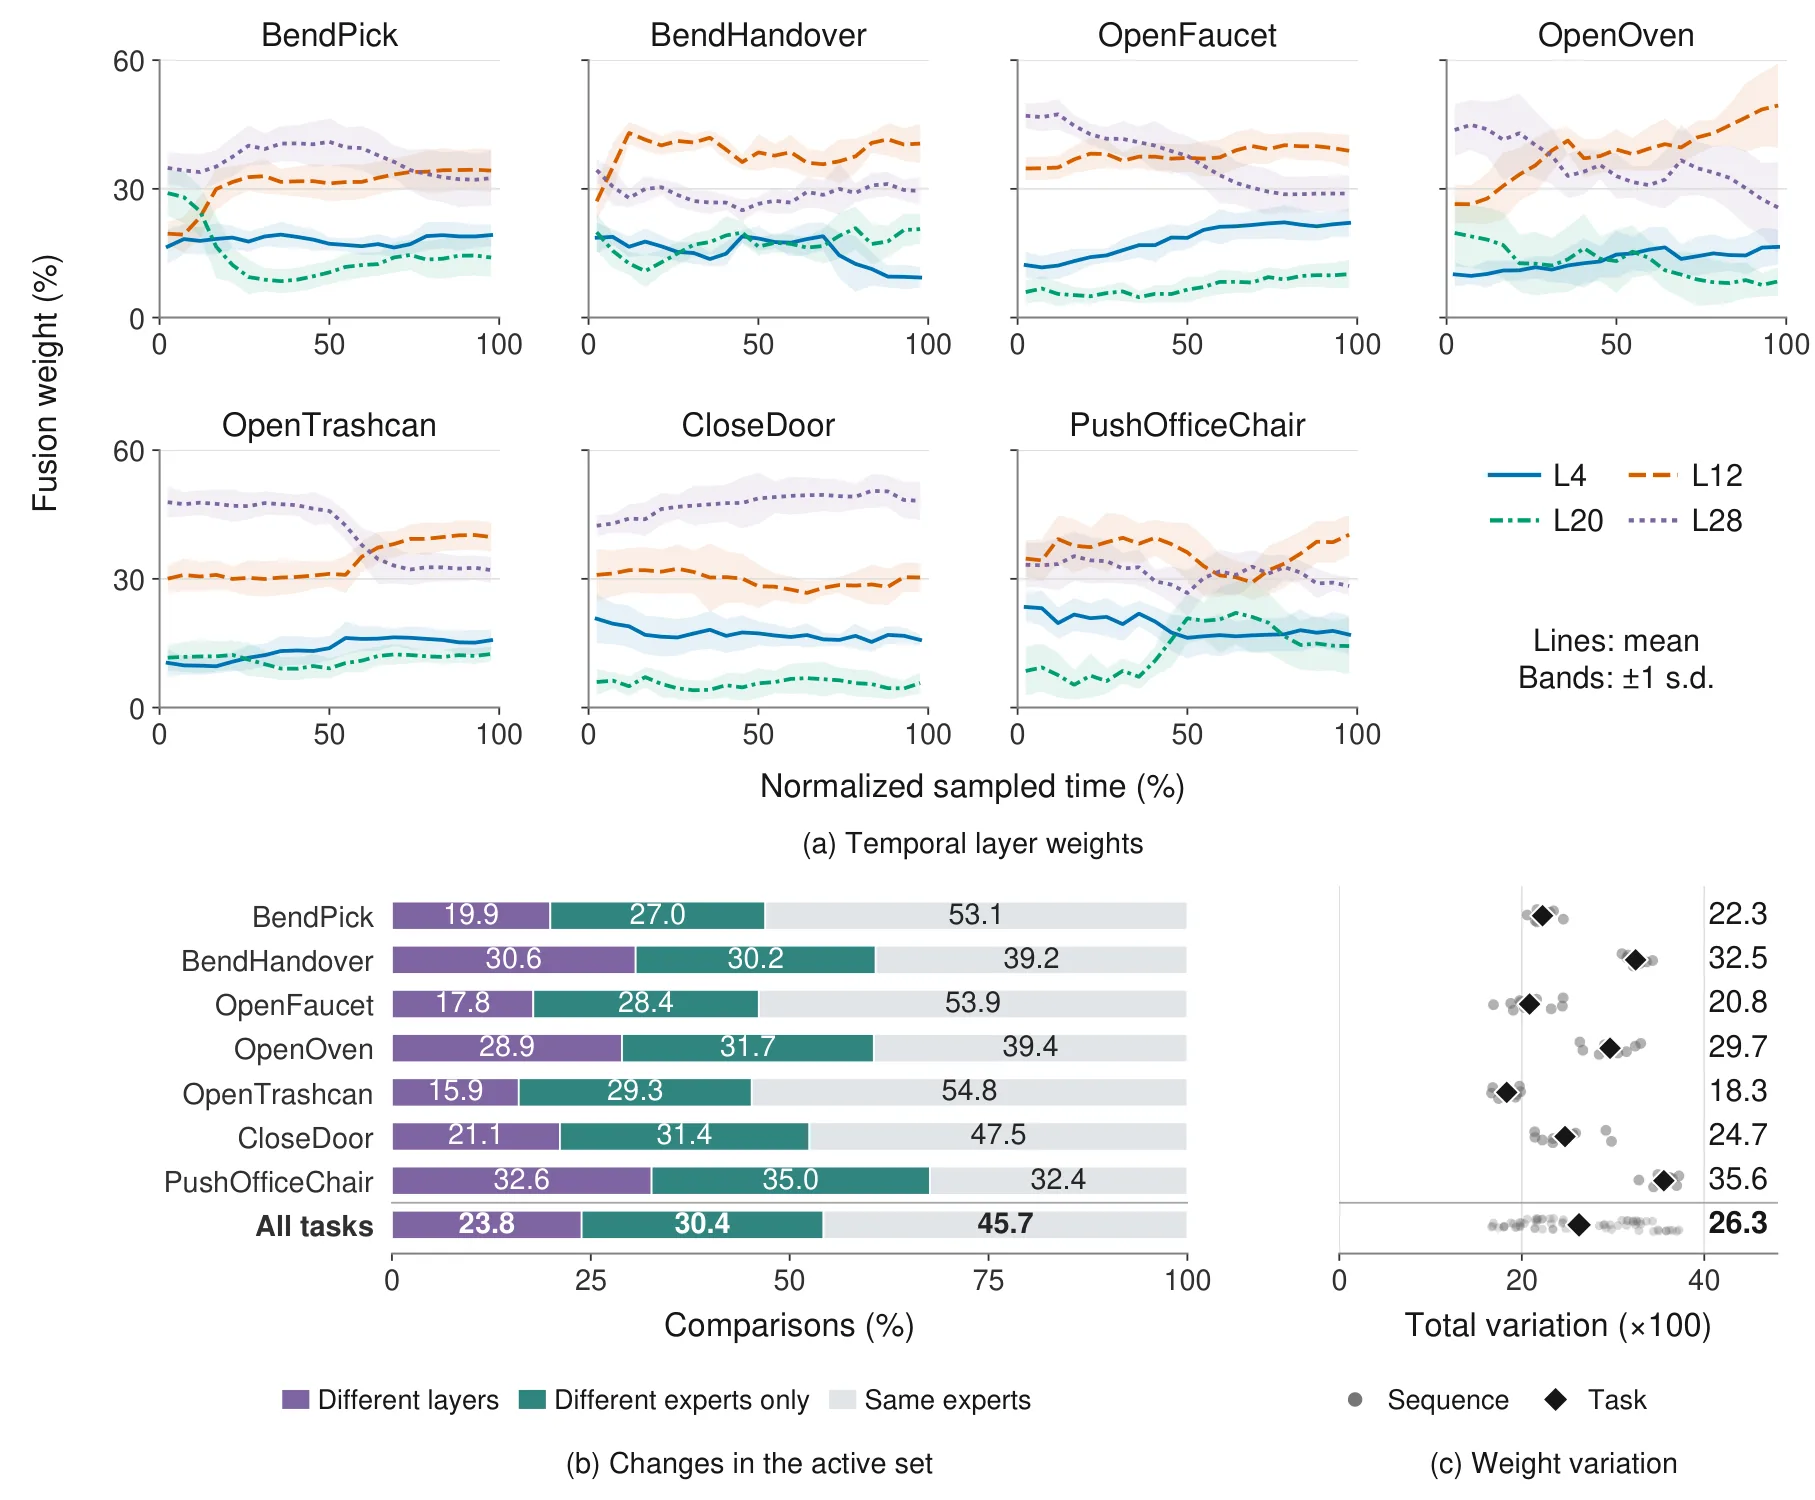 BendPick
BendHandover
OpenFaucet
OpenOven
60
30
0
0 50 100
0 50 100
0 50 100
0 50 100
Fusion weight (%)
OpenTrashcan
CloseDoor
PushOfficeChair
60
30
0
0 50 100
0 50 100
0 50 100
L4
L12
L20
L28
Lines: mean
Bands: ±1 s.d.
Normalized sampled time (%)
(a) Temporal layer weights
BendPick 19.9 27.0 53.1 22.3
BendHandover 30.6 30.2 39.2 32.5
OpenFaucet 17.8 28.4 53.9 20.8
OpenOven 28.9 31.7 39.4 29.7
OpenTrashcan 15.9 29.3 54.8 18.3
CloseDoor 21.1 31.4 47.5 24.7
PushOfficeChair 32.6 35.0 32.4 35.6
All tasks 23.8 30.4 45.7 26.3
0 25 50 75 100
0 20 40
Comparisons (%)
Total variation (×100)
Different layers
Different experts only
Same experts
Sequence
Task
(b) Changes in the active set
(c) Weight variation